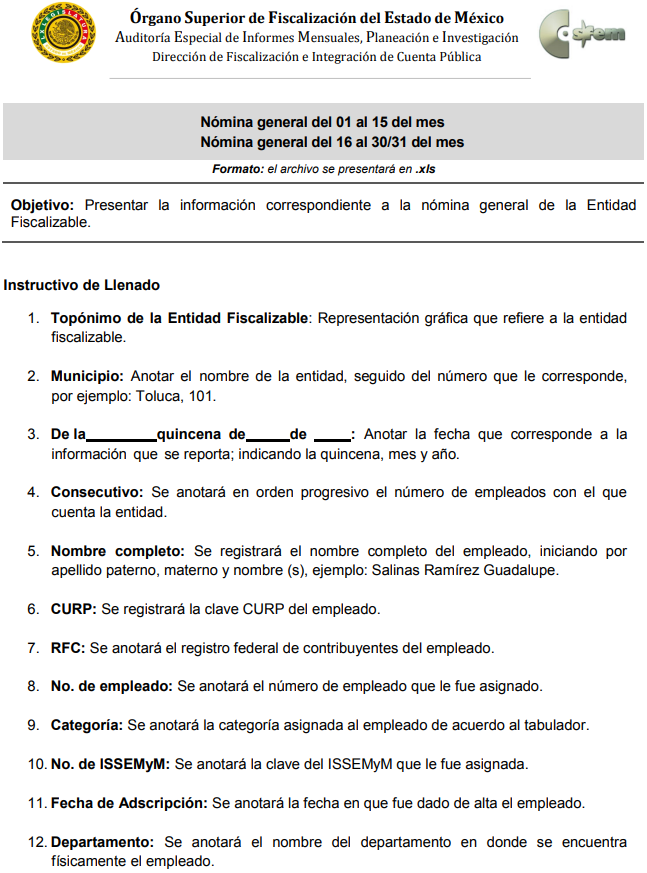 Órgano Superior de Fiscalización del Estado de México
Auditoría Especial de Informes Mensuales, Planeación e Investigación
Dirección de Fiscalización e Integración de Cuenta Pública
osfem
Nómina general del 01 al 15 del mes
Nómina general del 16 al 30/31 del mes
Formato: el archivo se presentará en .xls
Objetivo: Presentar la información correspondiente a la nómina general de la Entidad
Fiscalizable.
Instructivo de Llenado
1. Topónimo de la Entidad Fiscalizable: Representación gráfica que refiere a la entidad
fiscalizable.
2. Municipio: Anotar el nombre de la entidad, seguido del número que le corresponde,
por ejemplo: Toluca, 101.
3. De la_________quincena de______de _____: Anotar la fecha que corresponde a la
información que se reporta; indicando la quincena, mes y año.
4. Consecutivo: Se anotará en orden progresivo el número de empleados con el que
cuenta la entidad.
5. Nombre completo: Se registrará el nombre completo del empleado, iniciando por
apellido paterno, materno y nombre (s), ejemplo: Salinas Ramírez Guadalupe.
6. CURP: Se registrará la clave CURP del empleado.
7. RFC: Se anotará el registro federal de contribuyentes del empleado.
8. No. de empleado: Se anotará el número de empleado que le fue asignado.
9. Categoría: Se anotará la categoría asignada al empleado de acuerdo al tabulador.
10. No. de ISSEMyM: Se anotará la clave del ISSEMyM que le fue asignada.
11. Fecha de Adscripción: Se anotará la fecha en que fue dado de alta el empleado.
12. Departamento: Se anotará el nombre del departamento en donde se encuentra
físicamente el empleado.